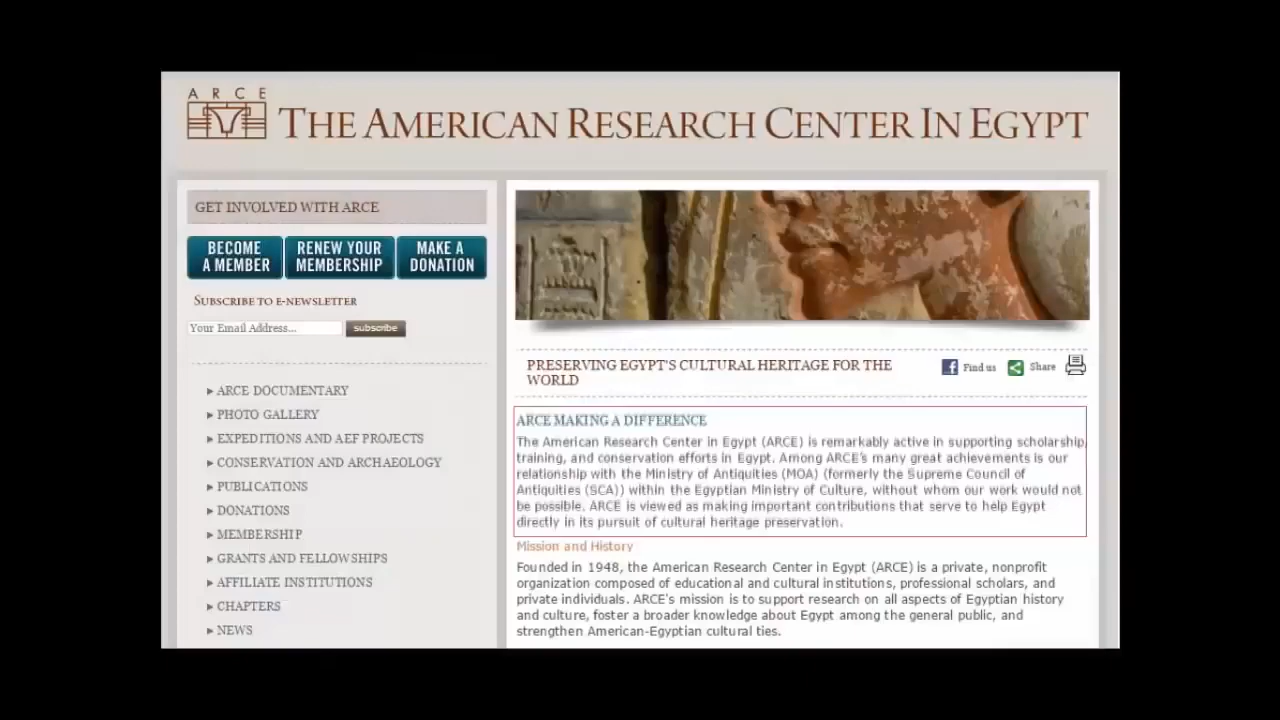 ARCE
THE AMERICAN RESEARCH CENTER IN EGYPT
GET INVOLVED WITH ARCE
BECOME
A MEMBER
RENEW YOUR
MEMBERSHIP
MAKE A
DONATION
SUBSCRIBE TO E-NEWSLETTER
Your Email Address...
subscribe
ARCE DOCUMENTARY
PHOTO GALLERY
EXPEDITIONS AND AEF PROJECTS
CONSERVATION AND ARCHAEOLOGY
PUBLICATIONS
DONATIONS
MEMBERSHIP
GRANTS AND FELLOWSHIPS
AFFILIATE INSTITUTIONS
CHAPTERS
NEWS
PRESERVING EGYPT'S CULTURAL HERITAGE FOR THE
WORLD
Find us
Share
ARCE MAKING A DIFFERENCE
The American Research Center in Egypt (ARCE) is remarkably active in supporting scholarship,
training, and conservation efforts in Egypt. Among ARCE's many great achievements is our
relationship with the Ministry of Antiquities (MOA) (formerly the Supreme Council of
Antiquities (SCA)) within the Egyptian Ministry of Culture, without whom our work would not
be possible. ARCE is viewed as making important contributions that serve to help Egypt
directly in its pursuit of cultural heritage preservation.
Mission and History
Founded in 1948, the American Research Center in Egypt (ARCE) is a private, nonprofit
organization composed of educational and cultural institutions, professional scholars, and
private individuals. ARCE's mission is to support research on all aspects of Egyptian history
and culture, foster a broader knowledge about Egypt among the general public, and
strengthen American-Egyptian cultural ties.